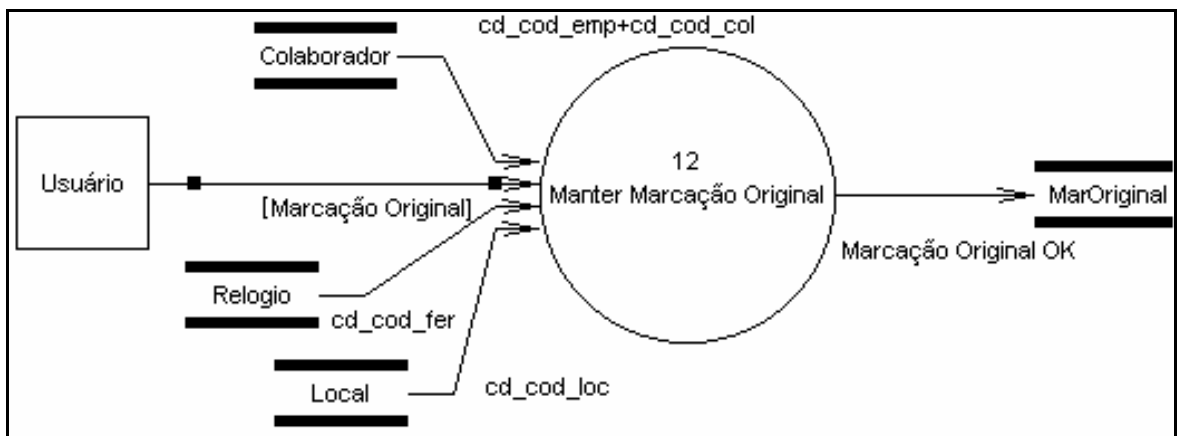 cd_cod_emp+cd_cod_col
Colaborador
12
Usuário
Manter Marcação Original
MarOriginal
[Marcação Original]
Marcação Original OK
Relogio
cd_cod_fer
Local
cd_cod_loc